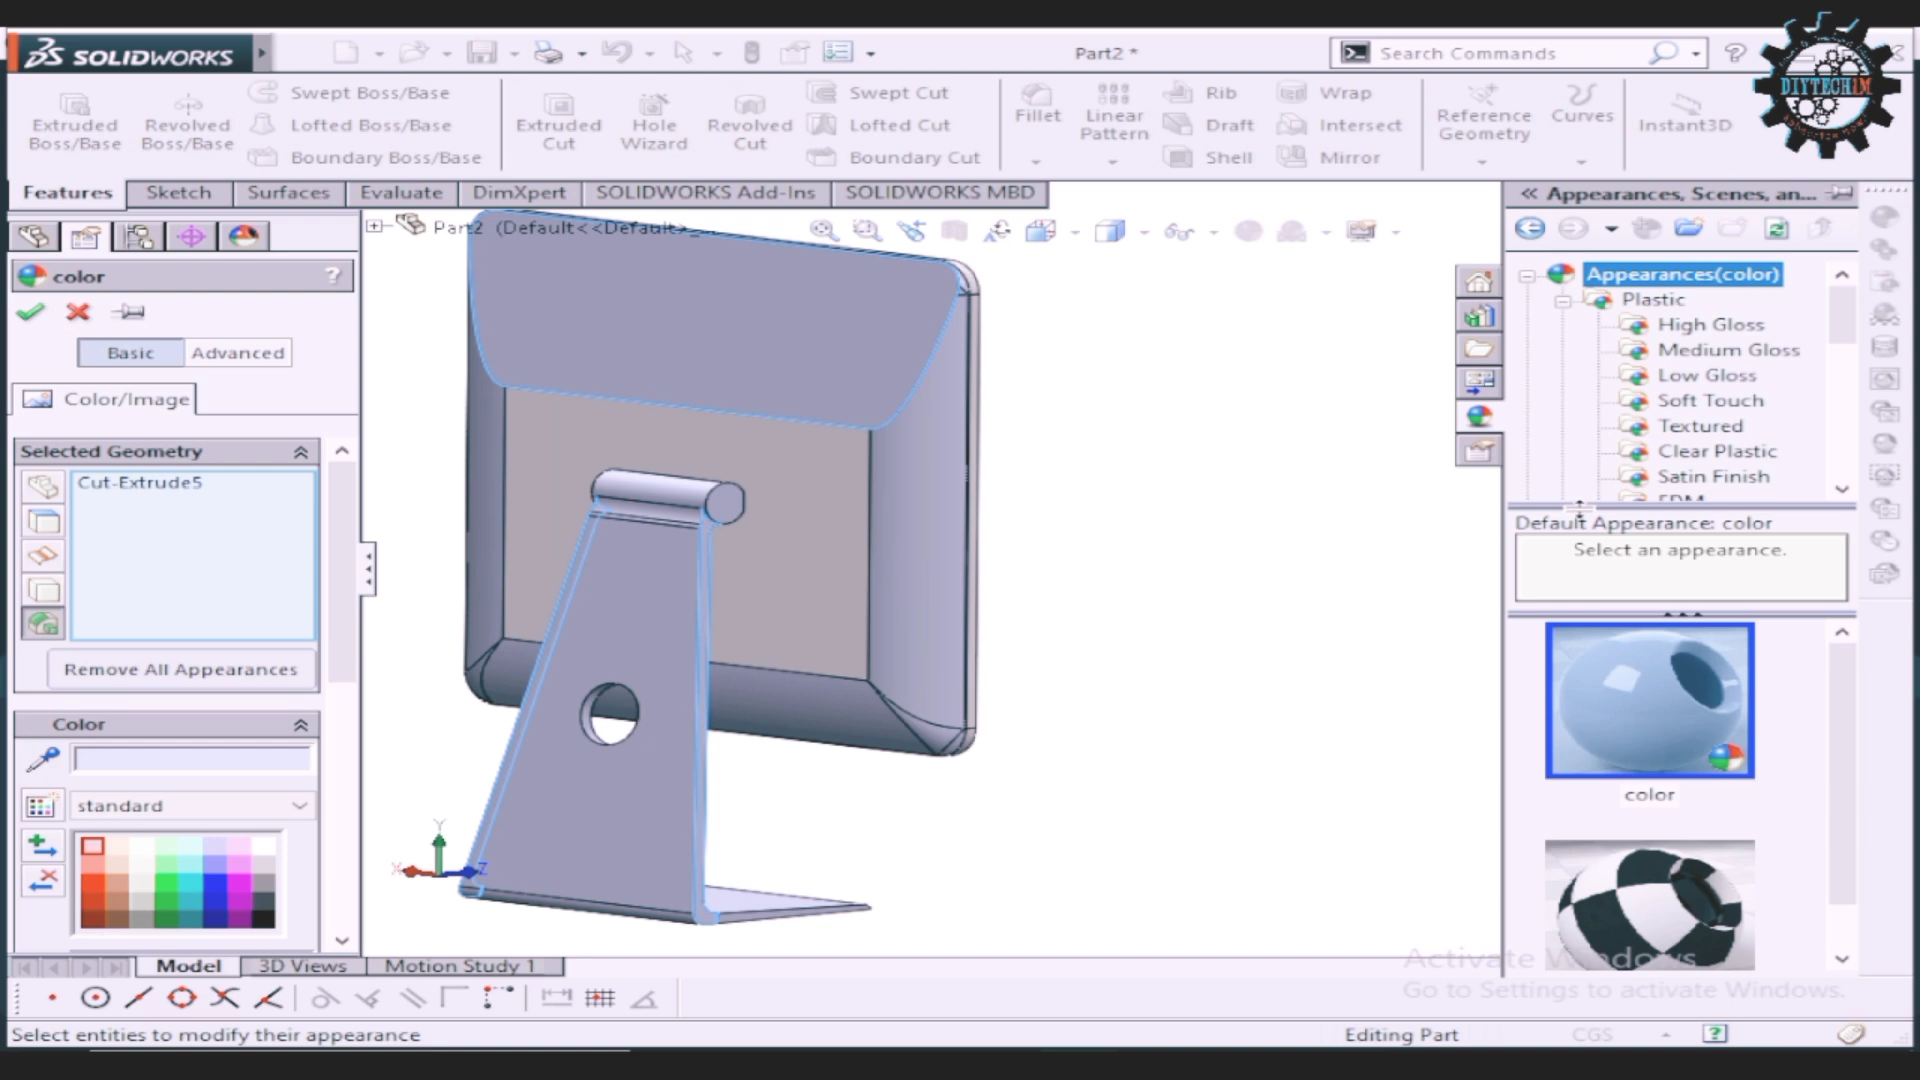 SOLIDWORKS
Part2 *
Search Commands
?
DIYTECH1M
Extruded Boss/Base
Revolved Boss/Base
Swept Boss/Base
Lofted Boss/Base
Boundary Boss/Base
Extruded Cut
Hole Wizard
Revolved Cut
Swept Cut
Lofted Cut
Boundary Cut
Fillet
Linear Pattern
Rib
Draft
Shell
Wrap
Intersect
Mirror
Reference Geometry
Curves
Instant3D
Features
Sketch
Surfaces
Evaluate
DimXpert
SOLIDWORKS Add-Ins
SOLIDWORKS MBD
Part2 (Default<<Default>_...
color
?
Basic
Advanced
Color/Image
Selected Geometry
Cut-Extrude5
Remove All Appearances
Color
standard
Y
X
Z
Appearances, Scenes, an...
Appearances(color)
Plastic
High Gloss
Medium Gloss
Low Gloss
Soft Touch
Textured
Clear Plastic
Satin Finish
EDM
Default Appearance: color
Select an appearance.
color
Activate Windows
Go to Settings to activate Windows.
Model
3D Views
Motion Study 1
Select entities to modify their appearance
Editing Part
CGS
?